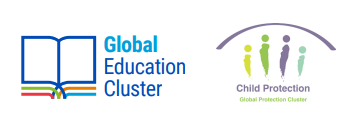 Global
Education
Cluster
Child Protection
Global Protection Cluster